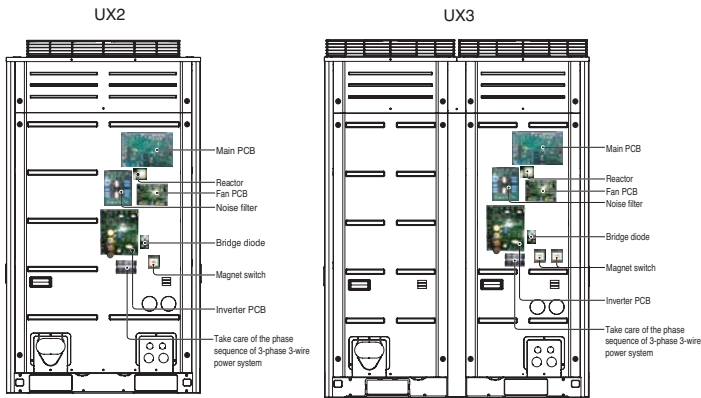 UX2
Main PCB
Reactor
Fan PCB
Noise filter
Bridge diode
Magnet switch
Inverter PCB
Take care of the phase
sequence of 3-phase 3-wire
power system
UX3
Main PCB
Reactor
Fan PCB
Noise filter
Bridge diode
Magnet switch
Inverter PCB
Take care of the phase
sequence of 3-phase 3-wire
power system